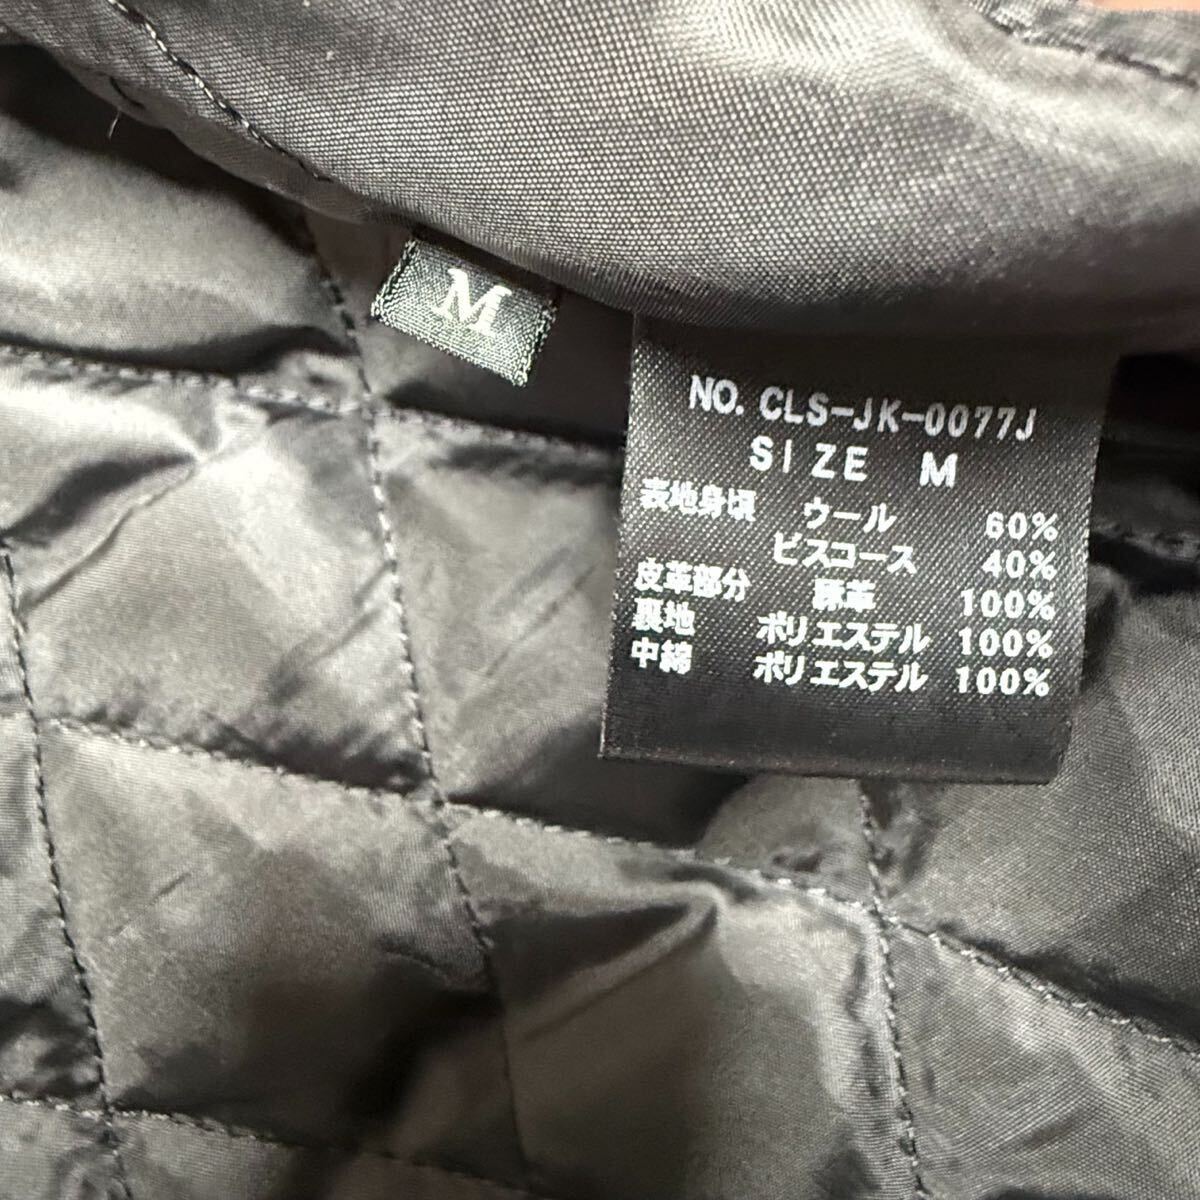 M
NO. CLS-JK-0077J
SIZE M
表地身頃 ウール 60%
ビスコース 40%
皮革部分 豚革 100%
裏地 ポリエステル 100%
中綿 ポリエステル 100%